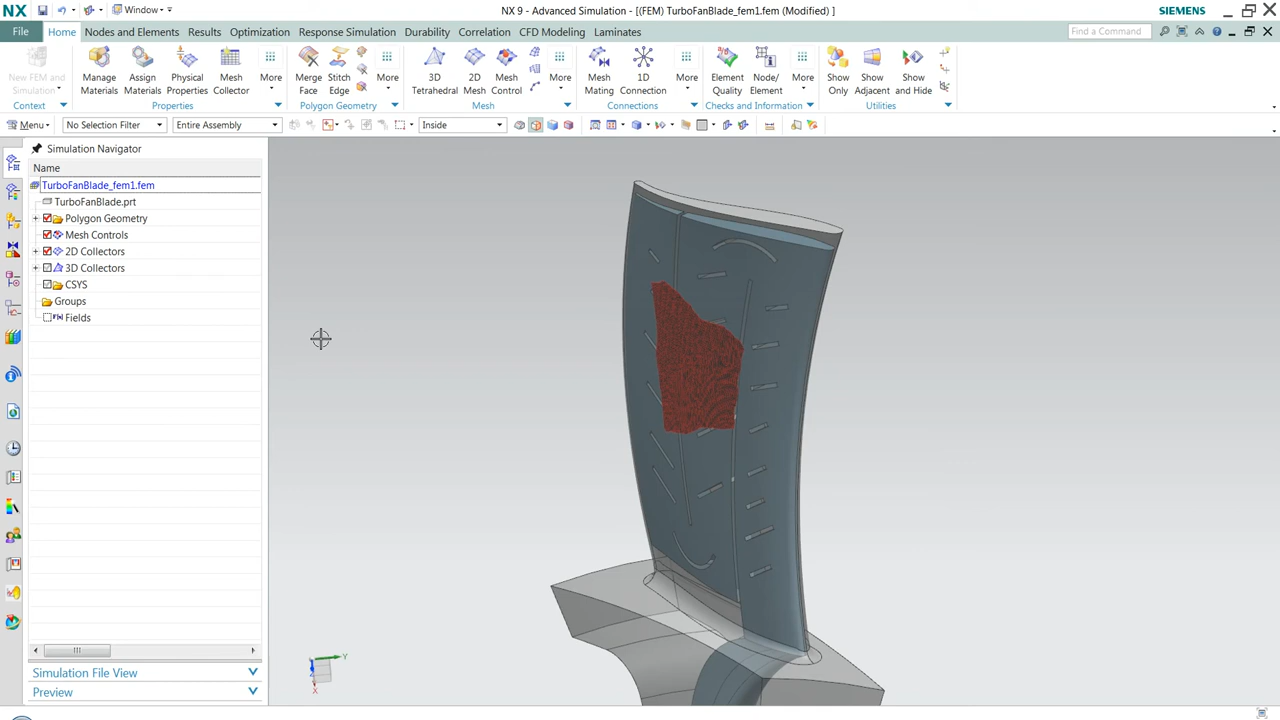 NX
Window
NX 9 - Advanced Simulation - [(FEM) TurboFanBlade_fem1.fem (Modified) ]
SIEMENS
File Home Nodes and Elements Results Optimization Response Simulation Durability Correlation CFD Modeling Laminates
Find a Command
New FEM and Simulation
Manage Materials
Assign Materials
Physical Properties
Mesh Collector
More
Merge Face
Stitch Edge
More
3D Tetrahedral
2D Mesh
Mesh Control
More
Mesh Mating
1D Connection
More
Element Quality
Node/ Element
More
Show Only
Show Adjacent
Show and Hide
Context Properties Polygon Geometry Mesh Connections Checks and Information Utilities
Menu No Selection Filter Entire Assembly Inside
Simulation Navigator
Name
TurboFanBlade_fem1.fem
TurboFanBlade.prt
Polygon Geometry
Mesh Controls
2D Collectors
3D Collectors
CSYS
Groups
Fields
Simulation File View
Preview
Y
X